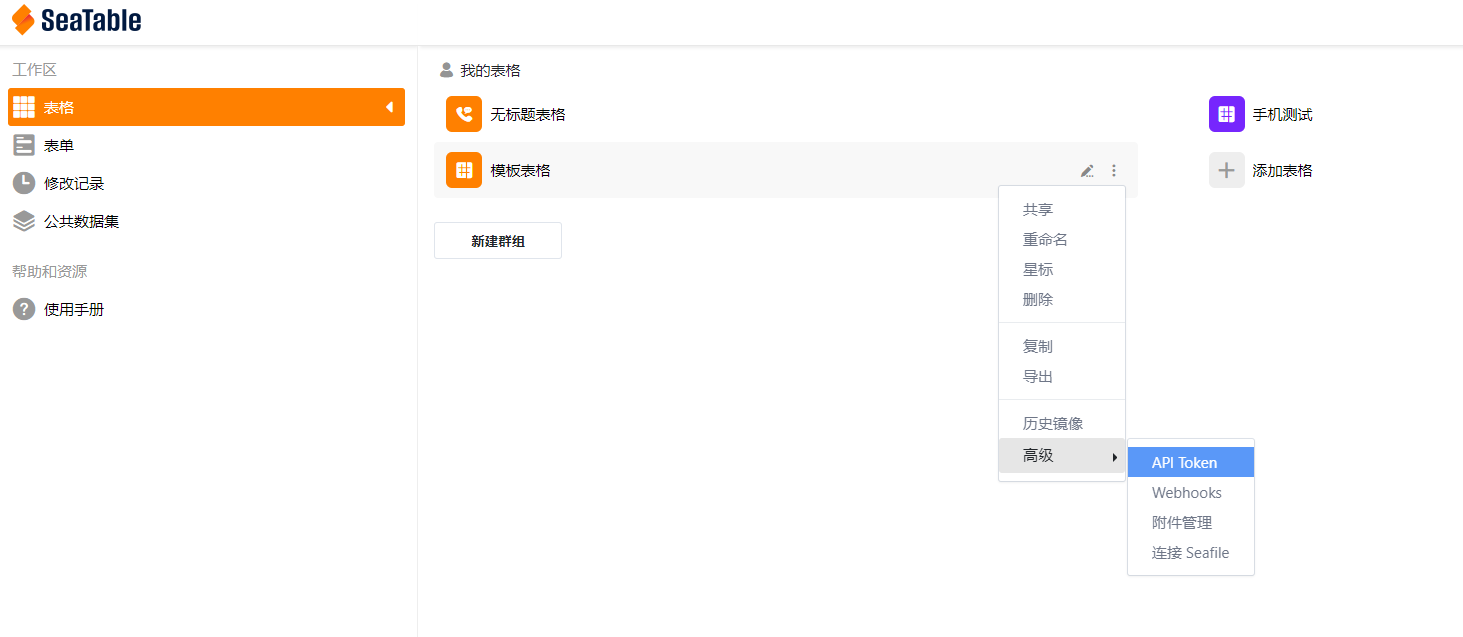 SeaTable
工作区
表格
表单
修改记录
公共数据集
帮助和资源
使用手册
我的表格
无标题表格
手机测试
模板表格
添加表格
新建群组
共享
重命名
星标
删除
复制
导出
历史镜像
高级
API Token
Webhooks
附件管理
连接 Seafile